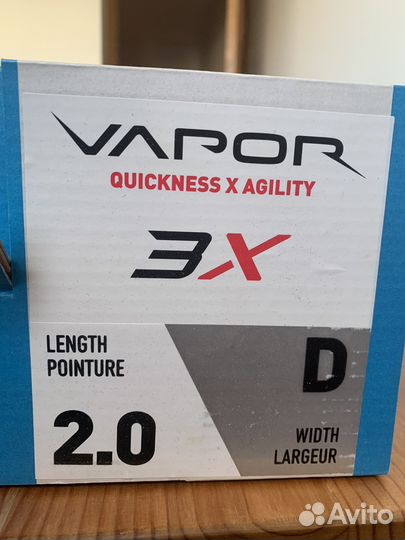 VAPOR
QUICKNESS X AGILITY
3X
LENGTH
POINTURE
2.0
D
WIDTH
LARGEUR
Avito